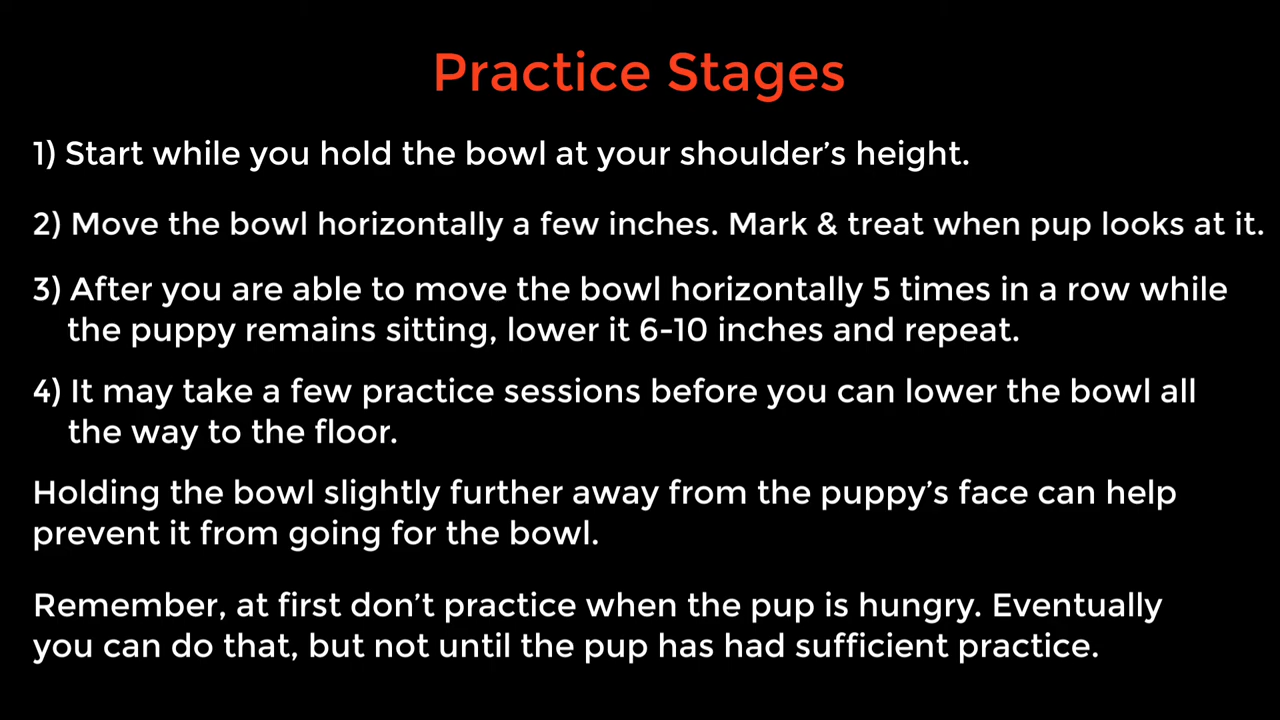 Practice Stages
1) Start while you hold the bowl at your shoulder's height.
2) Move the bowl horizontally a few inches. Mark & treat when pup looks at it.
3) After you are able to move the bowl horizontally 5 times in a row while
the puppy remains sitting, lower it 6-10 inches and repeat.
4) It may take a few practice sessions before you can lower the bowl all
the way to the floor.
Holding the bowl slightly further away from the puppy's face can help
prevent it from going for the bowl.
Remember, at first don't practice when the pup is hungry. Eventually
you can do that, but not until the pup has had sufficient practice.